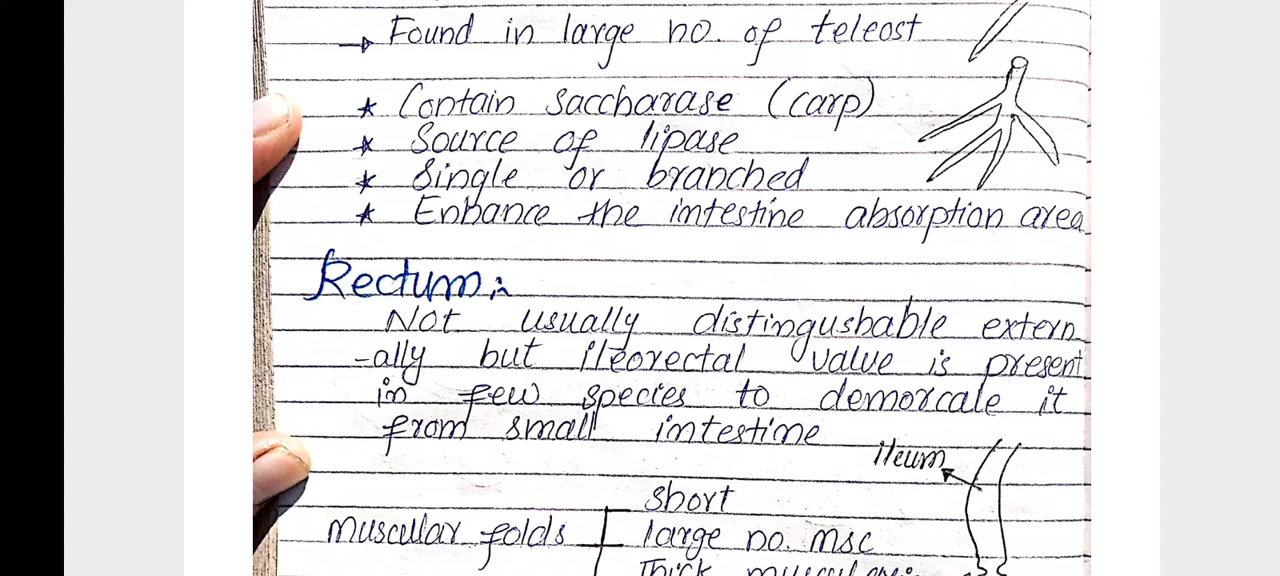 → Found in large no. of teleost
* Contain saccharase (carp)
* Source of lipase
* Single or branched
* Enhance the intestine absorption area
Rectum:-
Not usually distingushable extern
-ally but ileorectal value is present
in few species to demorcale it
from small intestine
ileum
short
muscular folds large no. msc
Thick